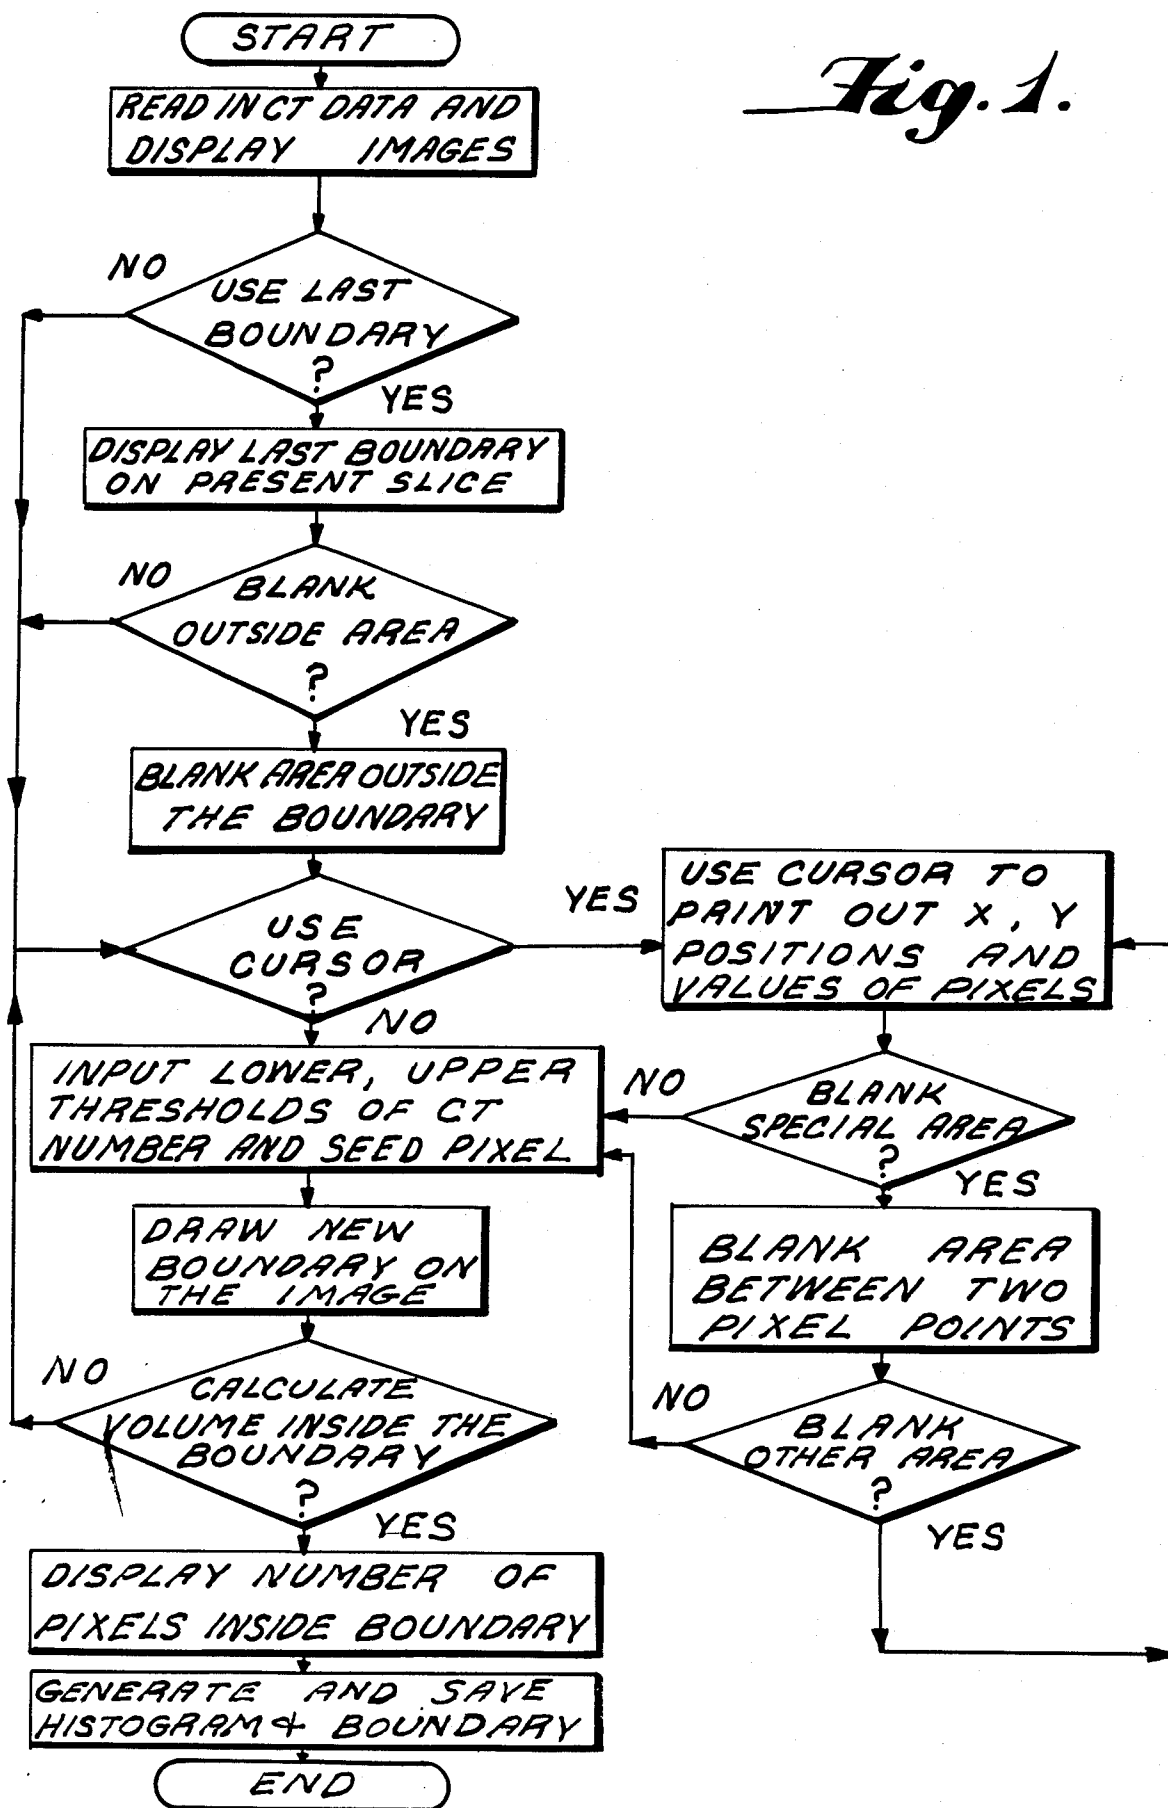 START
Fig. 1.
READ IN CT DATA AND
DISPLAY IMAGES
NO
USE LAST
BOUNDARY
?
YES
DISPLAY LAST BOUNDARY
ON PRESENT SLICE
NO
BLANK
OUTSIDE AREA
?
YES
BLANK AREA OUTSIDE
THE BOUNDARY
USE
CURSOR
?
YES
NO
USE CURSOR TO
PRINT OUT X, Y
POSITIONS AND
VALUES OF PIXELS
INPUT LOWER, UPPER
THRESHOLDS OF CT
NUMBER AND SEED PIXEL
NO
BLANK
SPECIAL AREA
?
YES
DRAW NEW
BOUNDARY ON
THE IMAGE
BLANK AREA
BETWEEN TWO
PIXEL POINTS
NO
CALCULATE
VOLUME INSIDE THE
BOUNDARY
?
YES
NO
BLANK
OTHER AREA
?
YES
DISPLAY NUMBER OF
PIXELS INSIDE BOUNDARY
GENERATE AND SAVE
HISTOGRAM & BOUNDARY
END